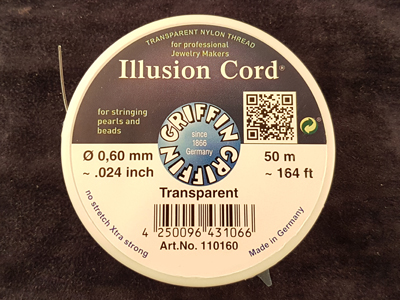 TRANSPARENT NYLON THREAD
for professional
Jewelry Makers
Illusion Cord®
for stringing
pearls and
beads
GRIFFIN GRIFFIN
since
1866
Germany
Ø 0,60 mm
~ .024 inch
50 m
~ 164 ft
Transparent
no stretch Xtra strong
4 250096 431066
Made in Germany
Art.No. 110160